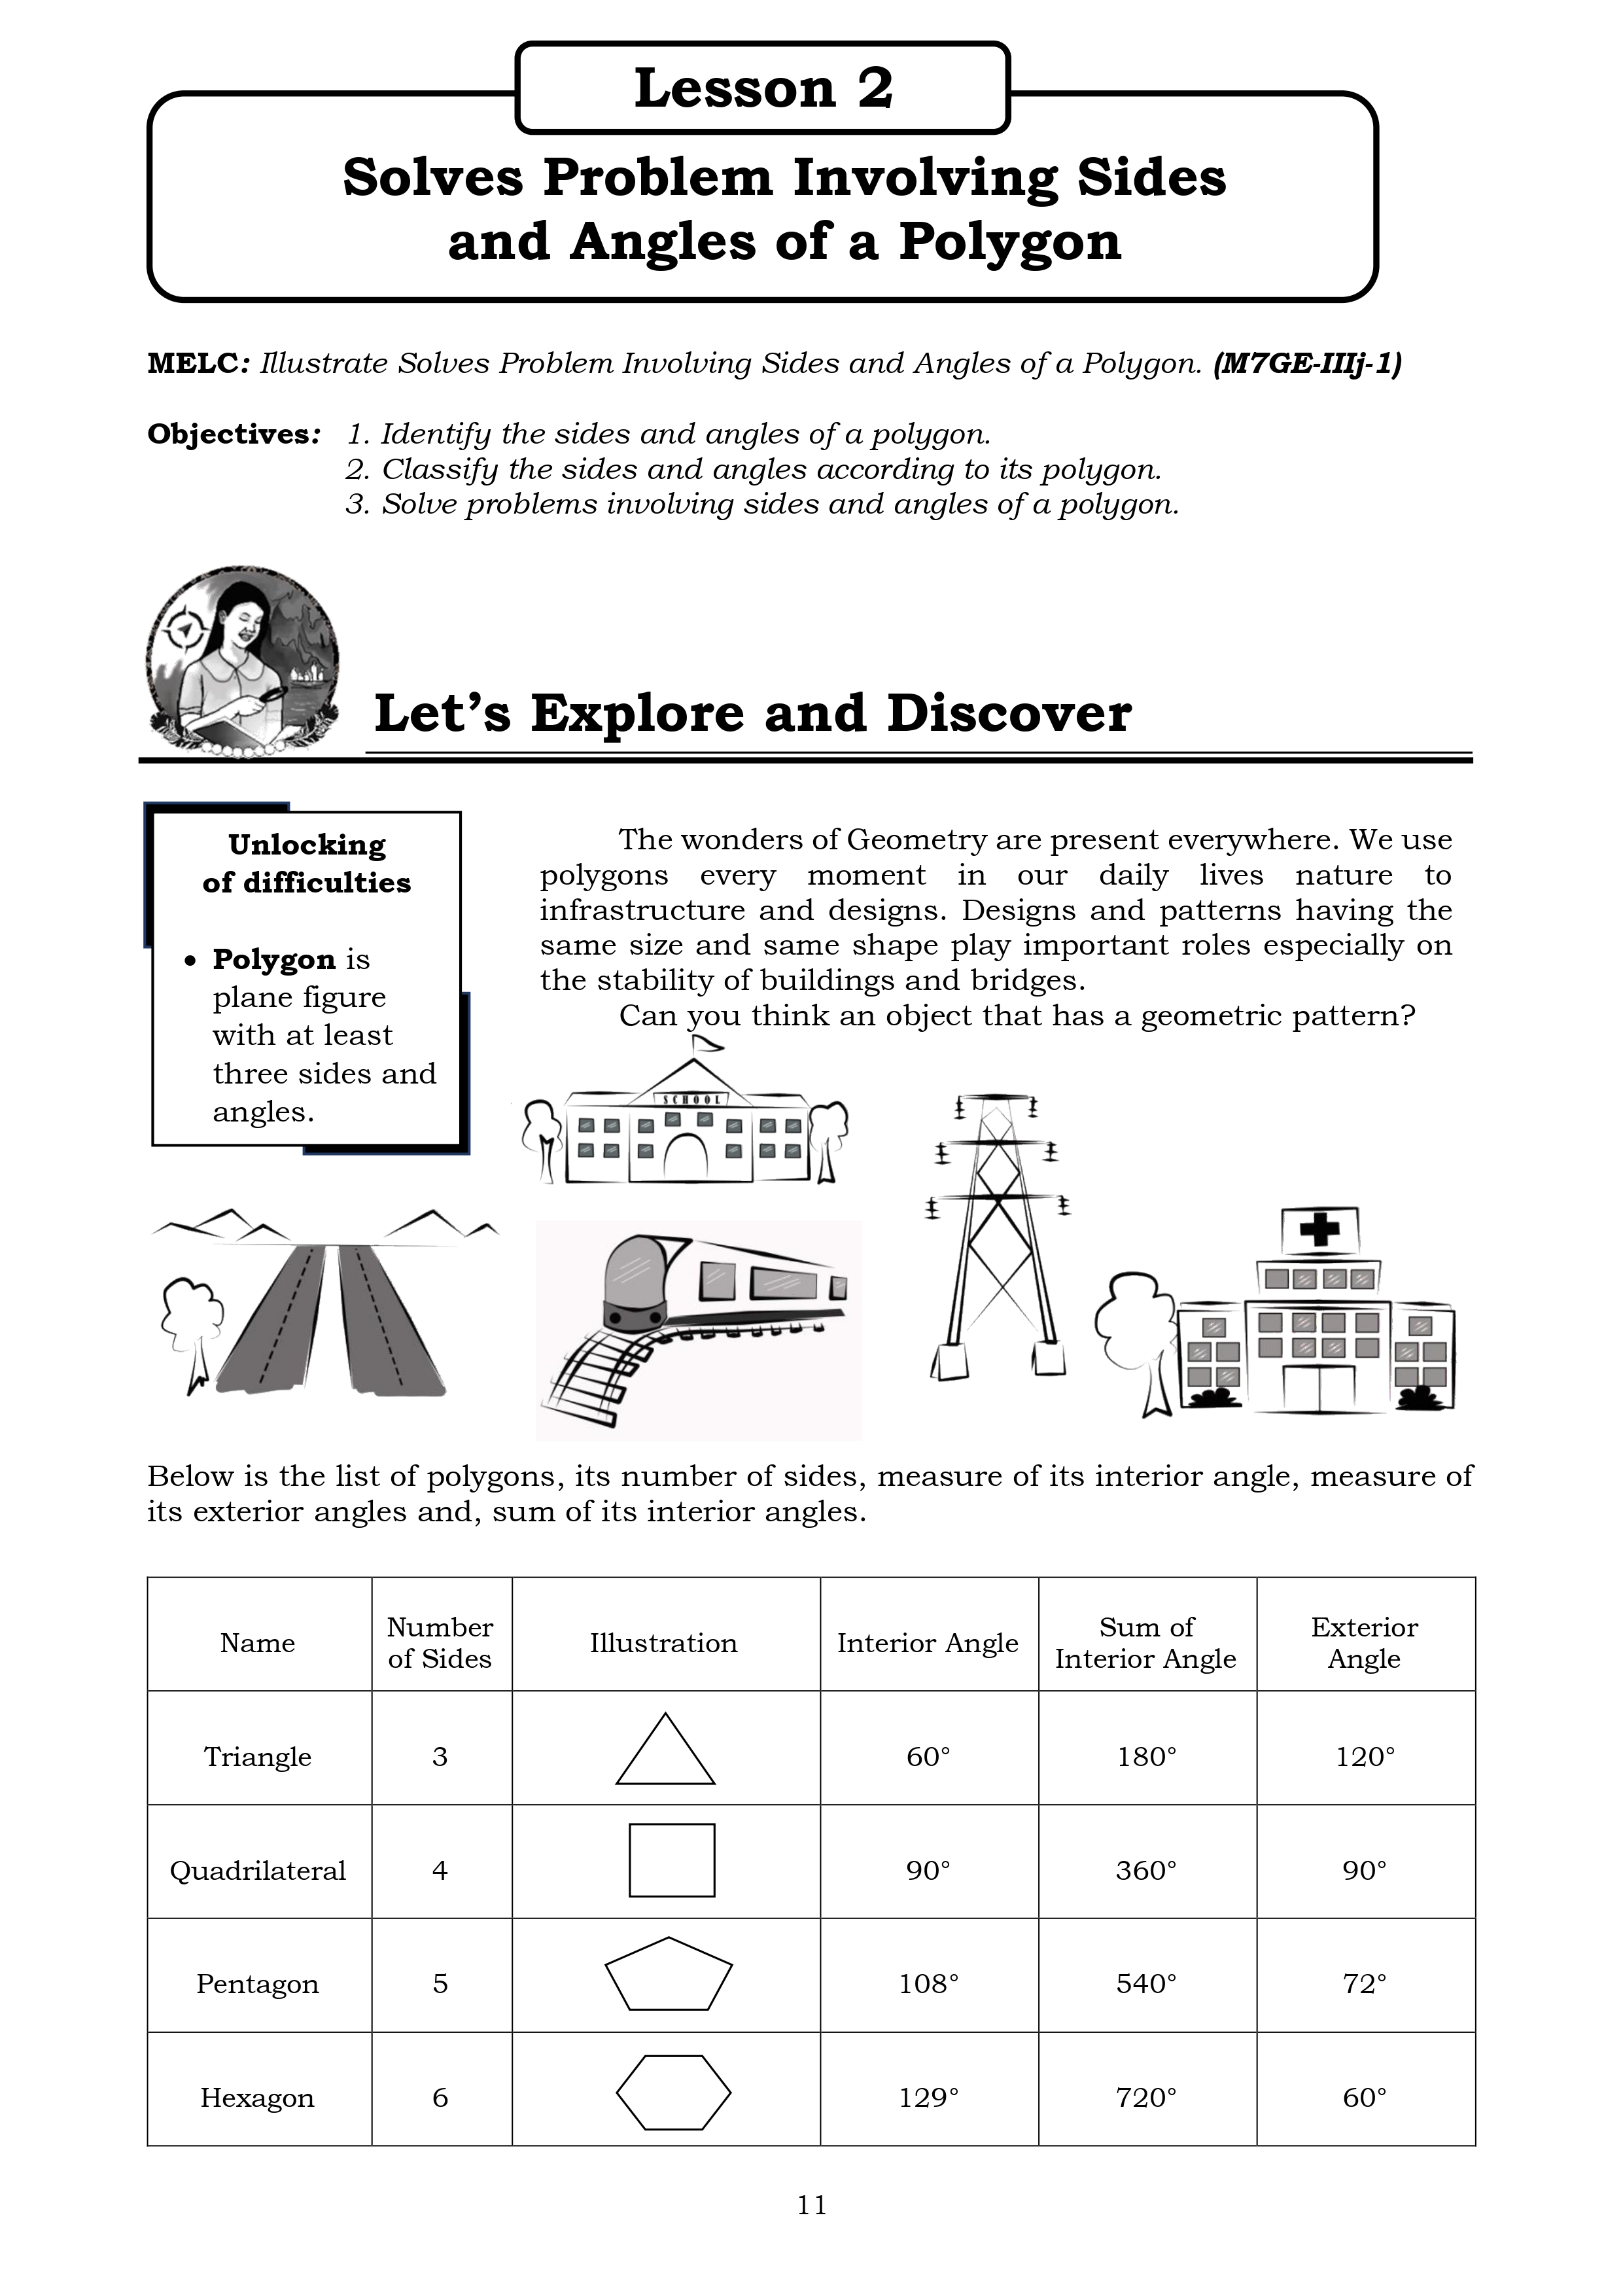 Lesson 2
Solves Problem Involving Sides
and Angles of a Polygon
MELC: Illustrate Solves Problem Involving Sides and Angles of a Polygon. (M7GE-IIIj-1)
Objectives: 1. Identify the sides and angles of a polygon.
2. Classify the sides and angles according to its polygon.
3. Solve problems involving sides and angles of a polygon.
Let’s Explore and Discover
Unlocking
of difficulties
• Polygon is
plane figure
with at least
three sides and
angles.
The wonders of Geometry are present everywhere. We use
polygons every moment in our daily lives nature to
infrastructure and designs. Designs and patterns having the
same size and same shape play important roles especially on
the stability of buildings and bridges.
Can you think an object that has a geometric pattern?
SCHOOL
Below is the list of polygons, its number of sides, measure of its interior angle, measure of
its exterior angles and, sum of its interior angles.
Name Number of Sides Illustration Interior Angle Sum of Interior Angle Exterior Angle
Triangle 3 60° 180° 120°
Quadrilateral 4 90° 360° 90°
Pentagon 5 108° 540° 72°
Hexagon 6 129° 720° 60°
11